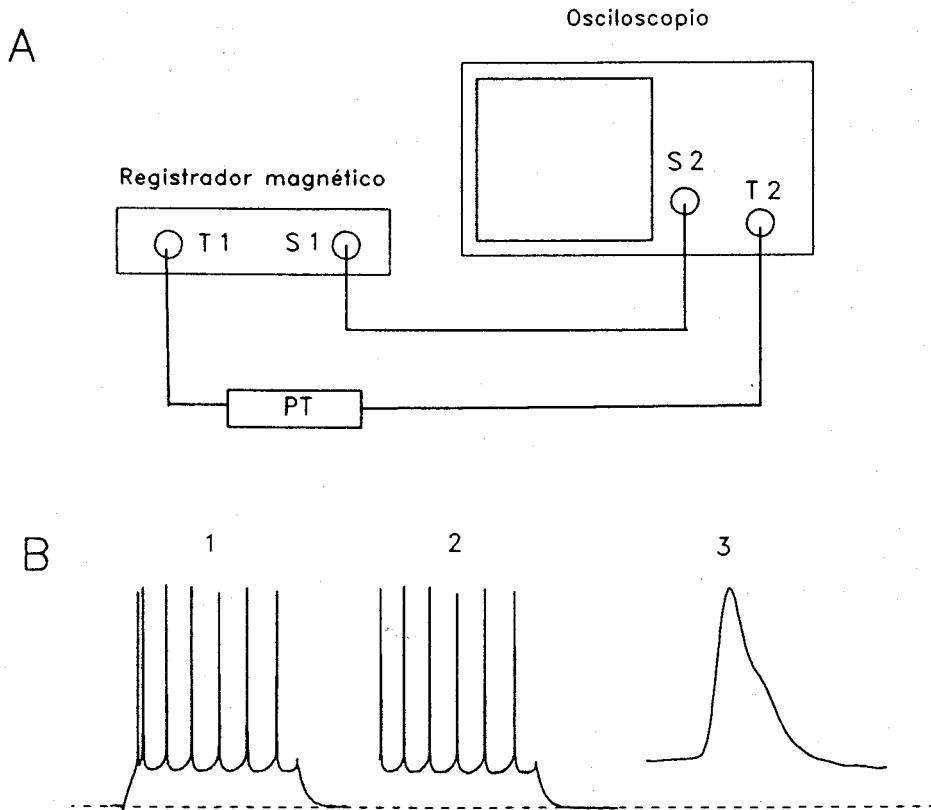 Osciloscopio
A
S 2
T 2
Registrador magnético
T 1 S 1
PT
B 1 2 3